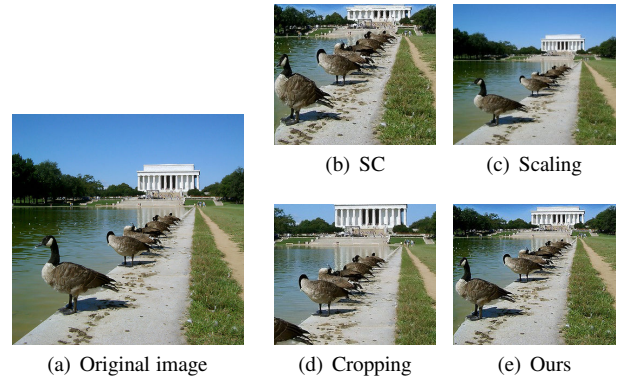 (b) SC
(c) Scaling
(a) Original image
(d) Cropping
(e) Ours